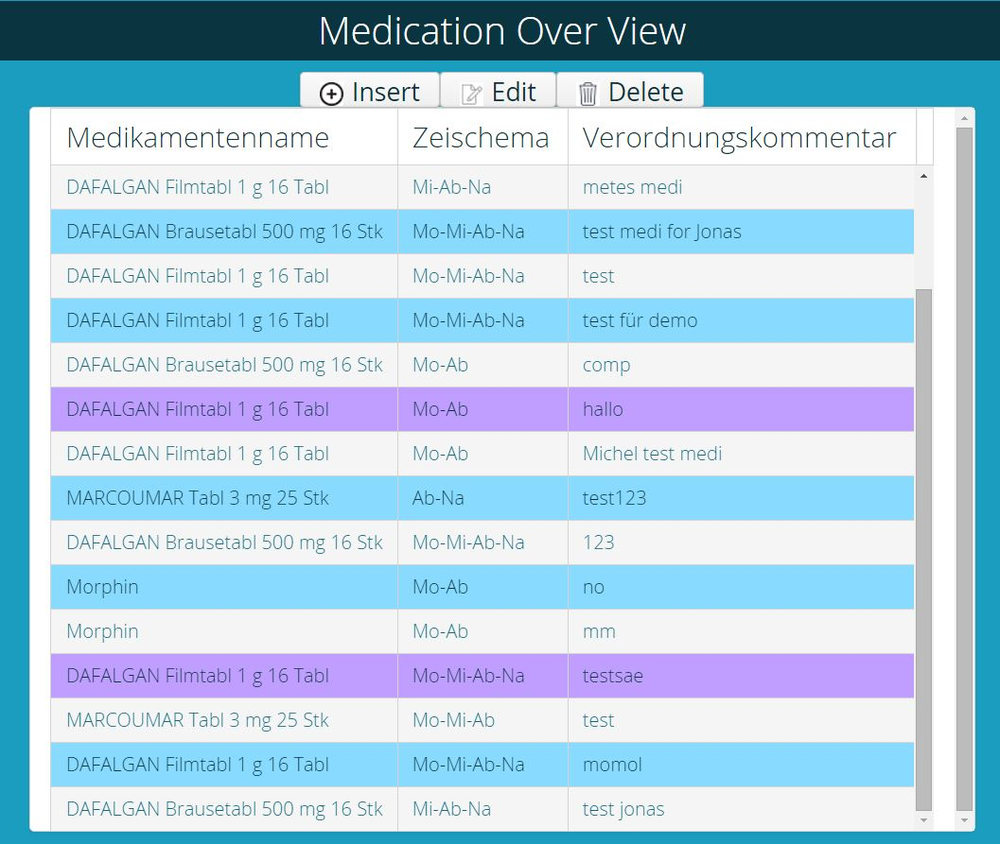 Medication Over View
Insert Edit Delete
Medikamentenname Zeischema Verordnungskommentar
DAFALGAN Filmtabl 1 g 16 Tabl Mi-Ab-Na metes medi
DAFALGAN Brausetabl 500 mg 16 Stk Mo-Mi-Ab-Na test medi for Jonas
DAFALGAN Filmtabl 1 g 16 Tabl Mo-Mi-Ab-Na test
DAFALGAN Filmtabl 1 g 16 Tabl Mo-Mi-Ab-Na test für demo
DAFALGAN Brausetabl 500 mg 16 Stk Mo-Ab comp
DAFALGAN Filmtabl 1 g 16 Tabl Mo-Ab hallo
DAFALGAN Filmtabl 1 g 16 Tabl Mo-Ab Michel test medi
MARCOUMAR Tabl 3 mg 25 Stk Ab-Na test123
DAFALGAN Brausetabl 500 mg 16 Stk Mo-Mi-Ab-Na 123
Morphin Mo-Ab no
Morphin Mo-Ab mm
DAFALGAN Filmtabl 1 g 16 Tabl Mo-Mi-Ab-Na testsae
MARCOUMAR Tabl 3 mg 25 Stk Mo-Mi-Ab test
DAFALGAN Filmtabl 1 g 16 Tabl Mo-Mi-Ab-Na momol
DAFALGAN Brausetabl 500 mg 16 Stk Mi-Ab-Na test jonas